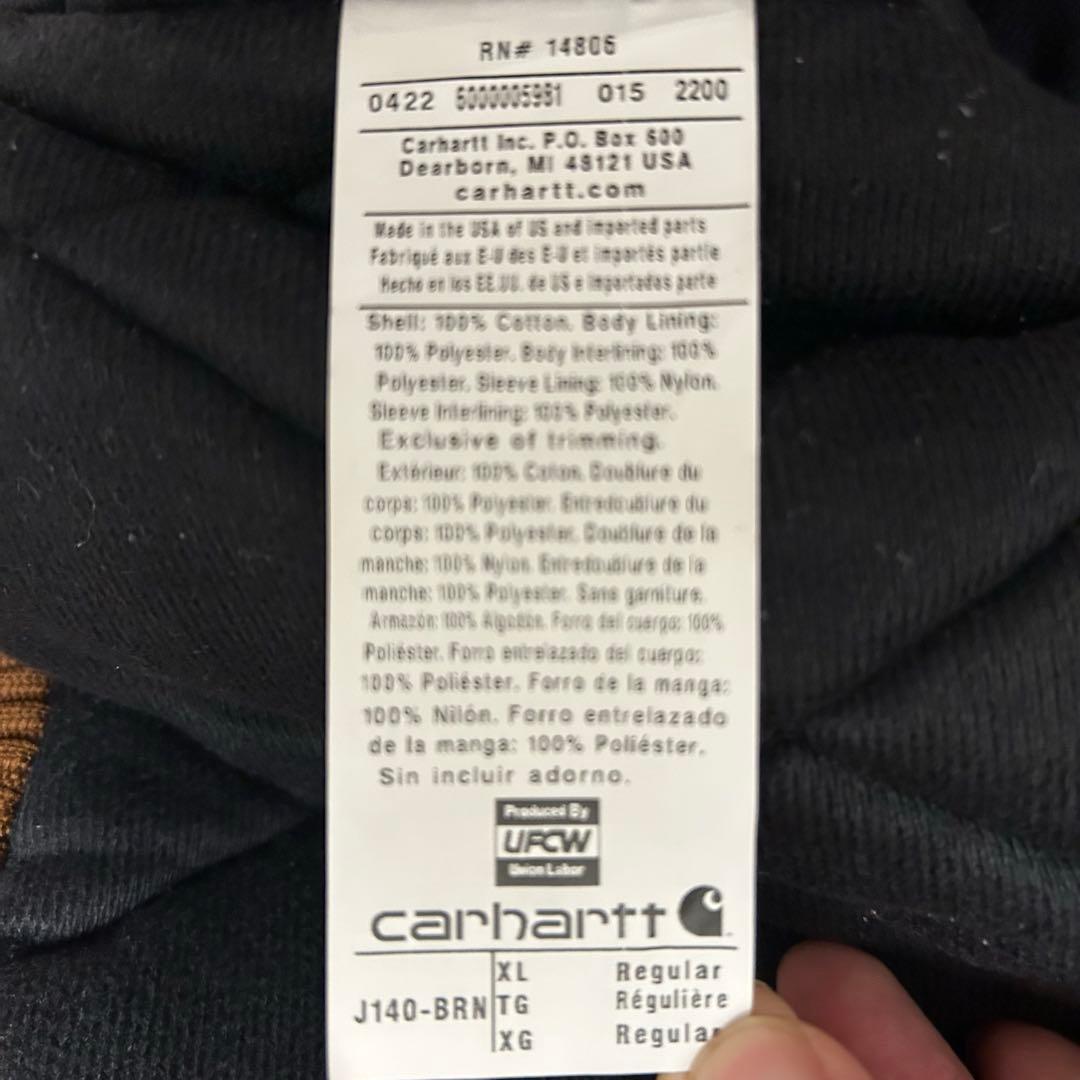 RN# 14806
0422 6000005981 015 2200
Carhartt Inc. P.O. Box 600
Dearborn, MI 48121 USA
carhartt.com
Made in the USA of US and imported parts
Fabriqué aux E-U des E-U et importés partie
Hecho en los EE.UU. de US e importadas parte
Shell: 100% Cotton. Body Lining:
100% Polyester. Body Interlining: 100%
Polyester. Sleeve Lining: 100% Nylon.
Sleeve Interlining: 100% Polyester.
Exclusive of trimming.
Extérieur: 100% Coton. Doublure du
corps: 100% Polyester. Entredoublure du
corps: 100% Polyester. Doublure de la
manche: 100% Nylon. Entredoublure de la
manche: 100% Polyester. Sans garniture.
Armazón: 100% Algodón. Forro del cuerpo: 100%
Poliéster. Forro entrelazado del cuerpo:
100% Poliéster. Forro de la manga:
100% Nilón. Forro entrelazado
de la manga: 100% Poliéster.
Sin incluir adorno.
Produced By
UFCW
Union Labor
carhartt
J140-BRN XL Regular
TG Régulière
XG Regular